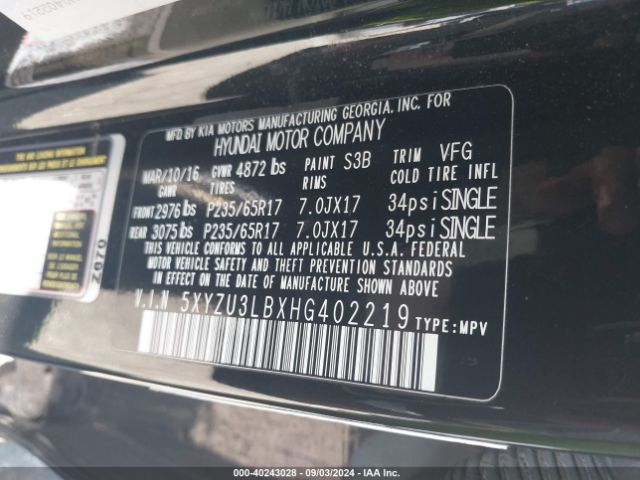 MFD BY KIA MOTORS MANUFACTURING GEORGIA, INC. FOR
HYUNDAI MOTOR COMPANY
MAR/10/16 GVWR 4872 lbs PAINT S3B TRIM VFG
GAWR TIRES RIMS COLD TIRE INFL
FRONT 2976 lbs P235/65R17 7.0JX17 34psi SINGLE
REAR 3075 lbs P235/65R17 7.0JX17 34psi SINGLE
THIS VEHICLE CONFORMS TO ALL APPLICABLE U.S.A. FEDERAL
MOTOR VEHICLE SAFETY AND THEFT PREVENTION STANDARDS
IN EFFECT ON THE DATE OF MANUFACTURE SHOWN ABOVE.
V.I.N 5XYZU3LBXHG402219 TYPE:MPV
Z970
000-40243028 - 09/03/2024 - IAA Inc.